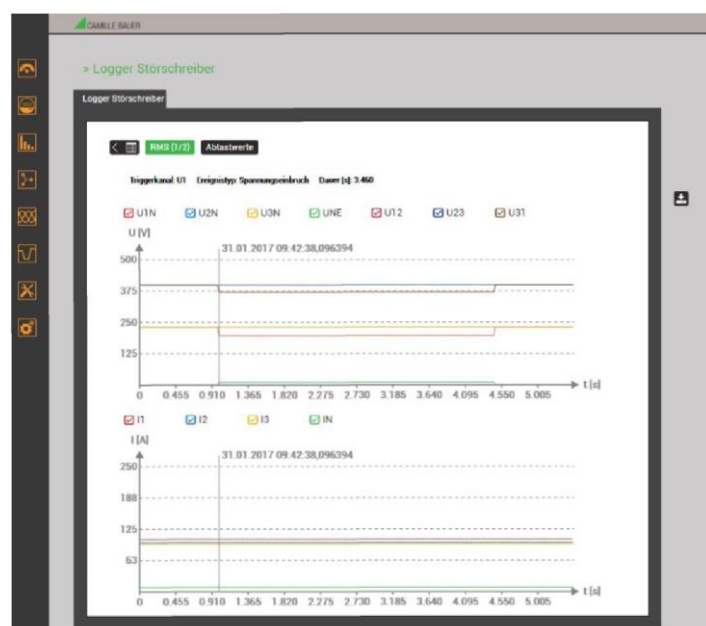 CAMILLE BAUER
> Logger Störschreiber
Logger Störschreiber
RMS (1/2) Abtastwerte
Triggerkanal: U1 Ereignistyp: Spannungseinbruch Dauer [s]: 3.460
U1N U2N U3N UNE U12 U23 U31
U [V]
31.01.2017 09:42:38,096394
500
375
250
125
0 0.455 0.910 1.365 1.820 2.275 2.730 3.185 3.640 4.095 4.550 5.005 t [s]
I1 I2 I3 IN
I [A]
31.01.2017 09:42:38,096394
250
188
125
63
0 0.455 0.910 1.365 1.820 2.275 2.730 3.185 3.640 4.095 4.550 5.005 t [s]